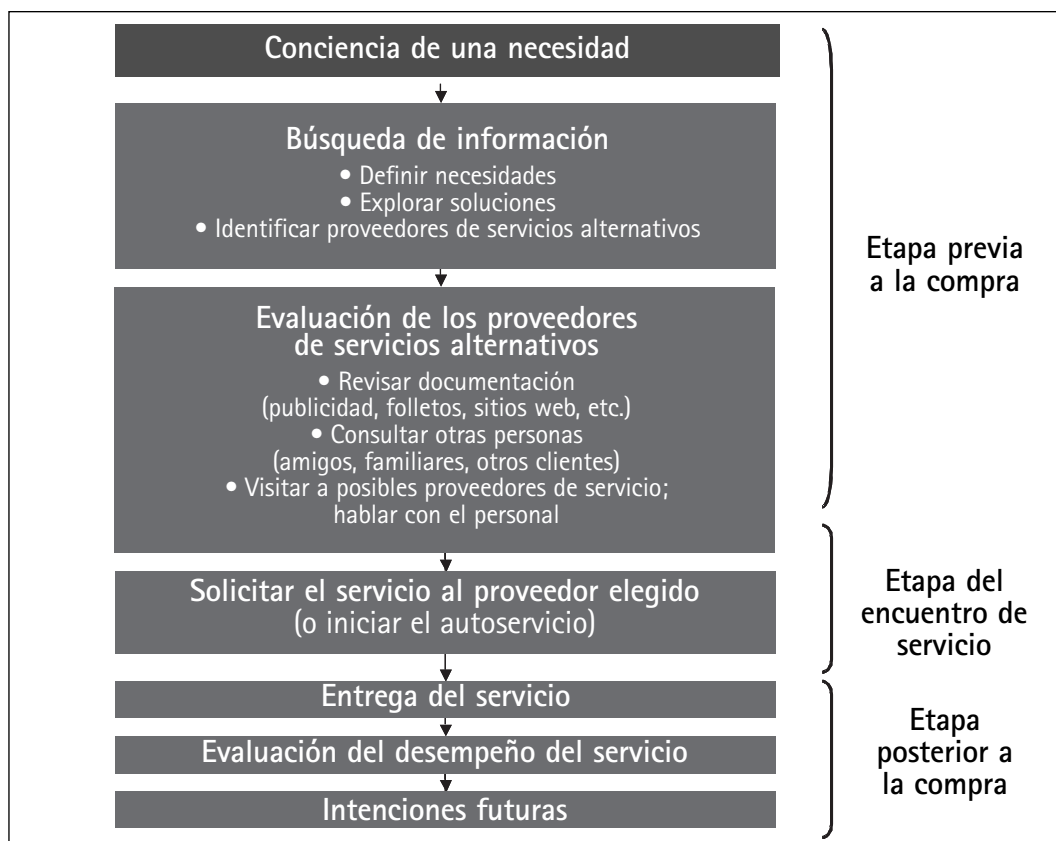 Conciencia de una necesidad
Búsqueda de información
• Definir necesidades
• Explorar soluciones
• Identificar proveedores de servicios alternativos
Evaluación de los proveedores
de servicios alternativos
• Revisar documentación
(publicidad, folletos, sitios web, etc.)
• Consultar otras personas
(amigos, familiares, otros clientes)
• Visitar a posibles proveedores de servicio;
hablar con el personal
Etapa previa
a la compra
Solicitar el servicio al proveedor elegido
(o iniciar el autoservicio)
Etapa del
encuentro de
servicio
Entrega del servicio
Evaluación del desempeño del servicio
Intenciones futuras
Etapa
posterior a
la compra